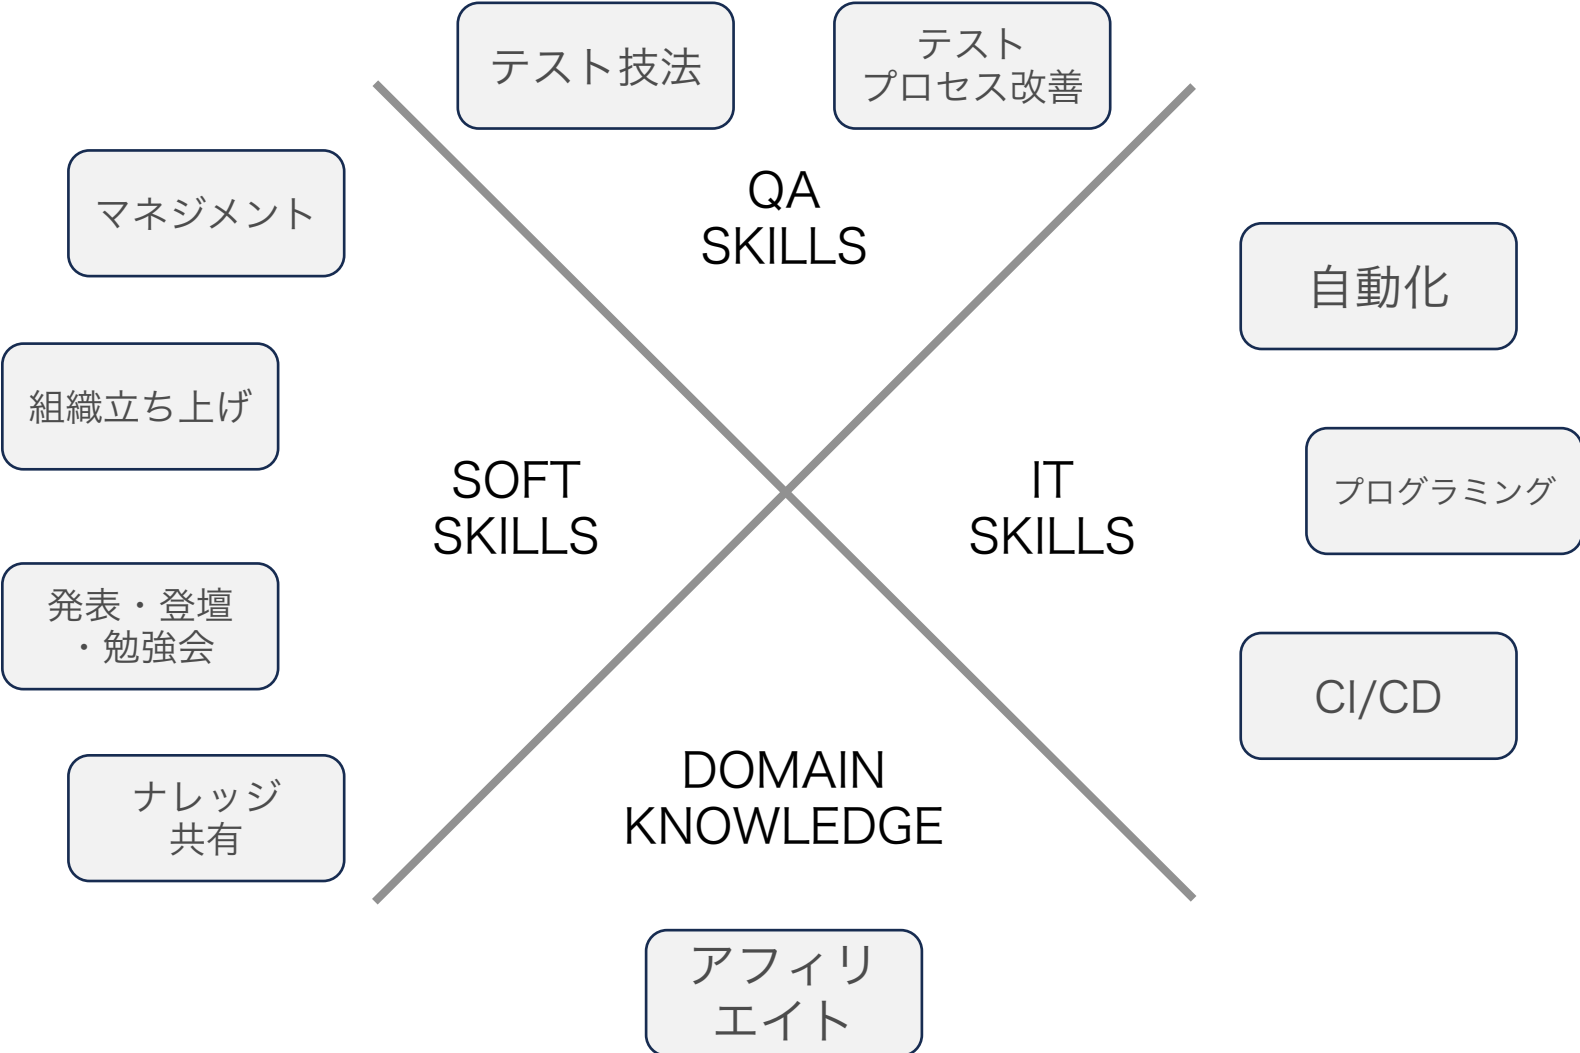 テスト技法
テスト
プロセス改善
マネジメント
QA
SKILLS
自動化
組織立ち上げ
SOFT
SKILLS
IT
SKILLS
プログラミング
発表・登壇
・勉強会
CI/CD
ナレッジ
共有
DOMAIN
KNOWLEDGE
アフィリ
エイト